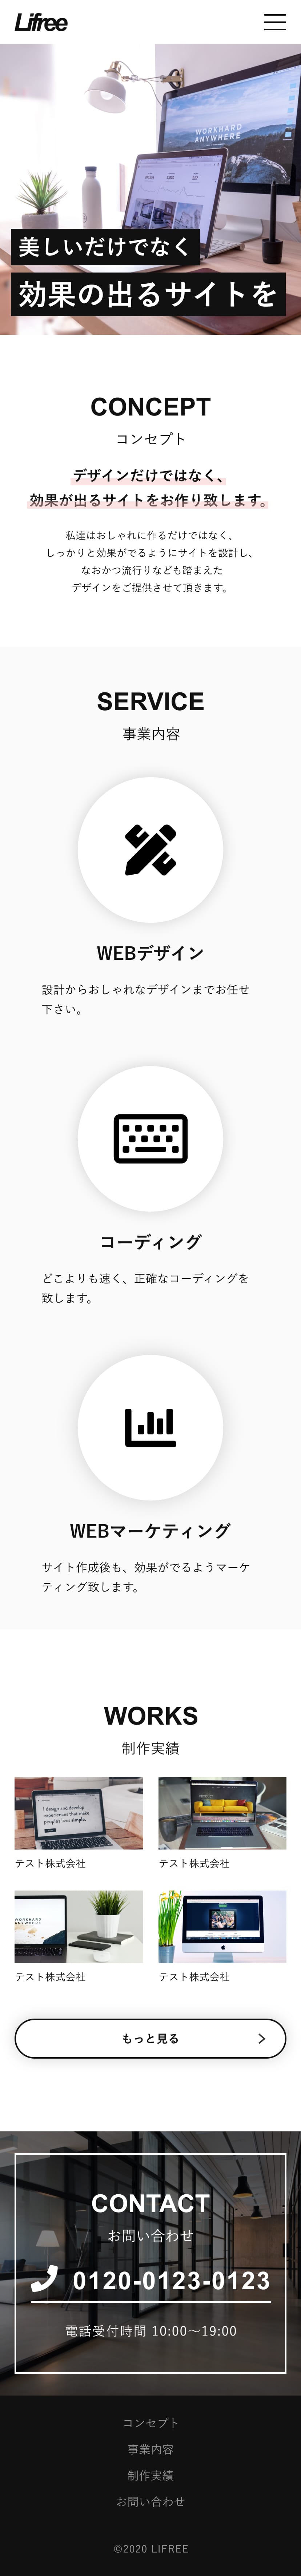 Lifree
WORKHARD
ANYWHERE
美しいだけでなく
効果の出るサイトを
CONCEPT
コンセプト
デザインだけではなく、
効果が出るサイトをお作り致します。
私達はおしゃれに作るだけではなく、
しっかりと効果がでるようにサイトを設計し、
なおかつ流行りなども踏まえた
デザインをご提供させて頂きます。
SERVICE
事業内容
WEBデザイン
設計からおしゃれなデザインまでお任せ
下さい。
コーディング
どこよりも速く、正確なコーディングを
致します。
WEBマーケティング
サイト作成後も、効果がでるようマーケ
ティング致します。
WORKS
制作実績
I design and develop
experiences that make
people's lives simple.
テスト株式会社
テスト株式会社
WORKHARD
ANYWHERE
テスト株式会社
テスト株式会社
もっと見る
CONTACT
お問い合わせ
0120-0123-0123
電話受付時間 10:00〜19:00
コンセプト
事業内容
制作実績
お問い合わせ
©2020 LIFREE